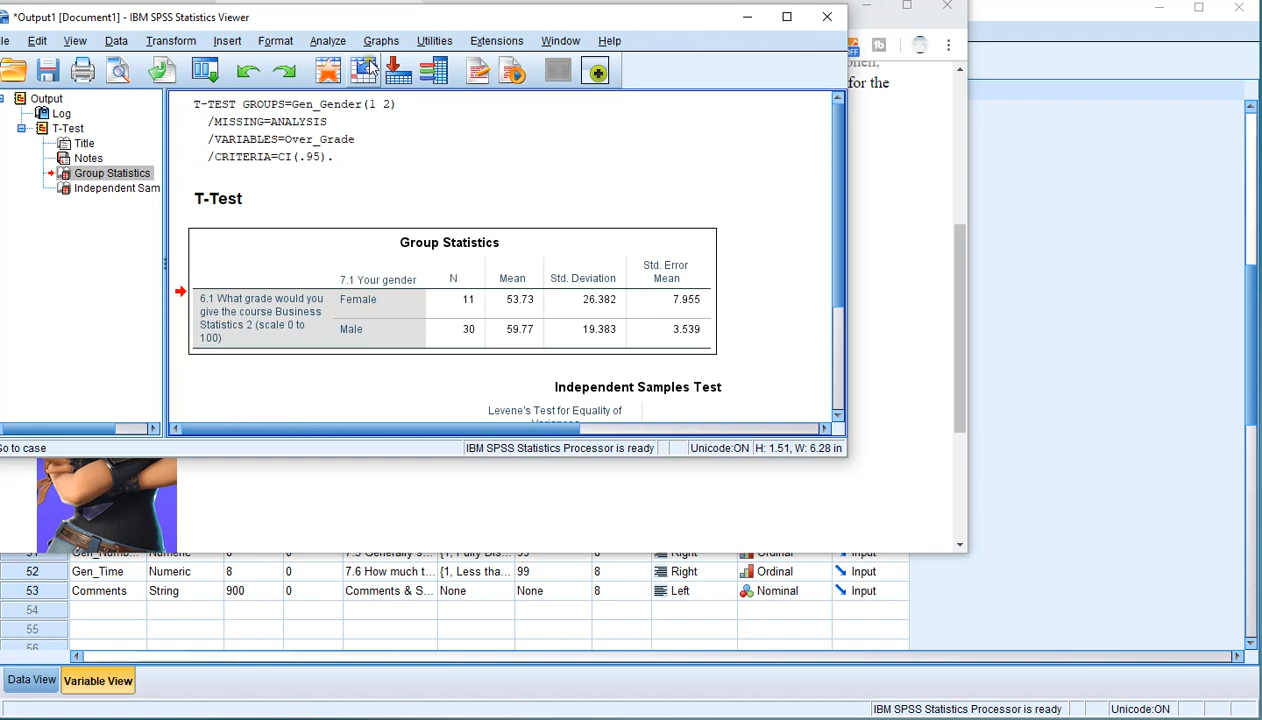 *Output1 [Document1] - IBM SPSS Statistics Viewer
Edit View Data Transform Insert Format Analyze Graphs Utilities Extensions Window Help
for the
Output
Log
T-Test
Title
Notes
Group Statistics
Independent Sam
T-TEST GROUPS=Gen_Gender(1 2)
/MISSING=ANALYSIS
/VARIABLES=Over_Grade
/CRITERIA=CI(.95).
T-Test
Group Statistics
7.1 Your gender N Mean Std. Deviation Std. Error Mean
6.1 What grade would you
give the course Business
Statistics 2 (scale 0 to
100)
Female 11 53.73 26.382 7.955
Male 30 59.77 19.383 3.539
Independent Samples Test
Levene's Test for Equality of
IBM SPSS Statistics Processor is ready Unicode:ON H: 1.51, W: 6.28 in
52 Gen_Time Numeric 8 0 7.6 How much t... {1, Less tha... 99 8 Right Ordinal Input
53 Comments String 900 0 Comments & S... None None 8 Left Nominal Input
54
55
Data View Variable View
IBM SPSS Statistics Processor is ready Unicode:ON